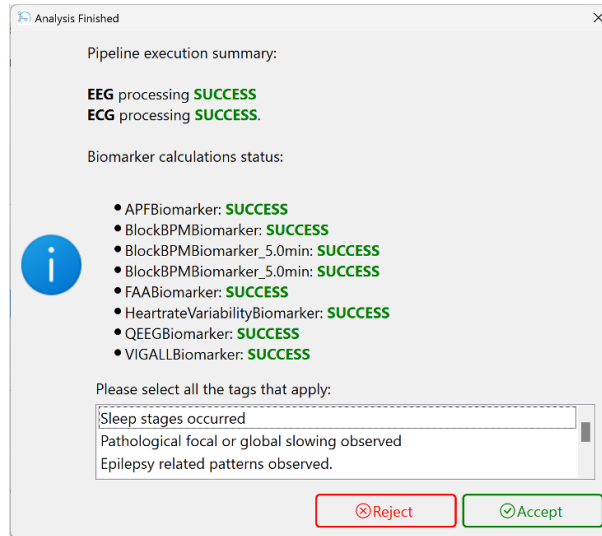 Analysis Finished
Pipeline execution summary:
EEG processing SUCCESS
ECG processing SUCCESS.
Biomarker calculations status:
APFBiomarker: SUCCESS
BlockBPMBiomarker: SUCCESS
BlockBPMBiomarker_5.0min: SUCCESS
BlockBPMBiomarker_5.0min: SUCCESS
FAABiomarker: SUCCESS
HeartrateVariabilityBiomarker: SUCCESS
QEEGBiomarker: SUCCESS
VIGALLBiomarker: SUCCESS
Please select all the tags that apply:
Sleep stages occurred
Pathological focal or global slowing observed
Epilepsy related patterns observed.
Reject Accept